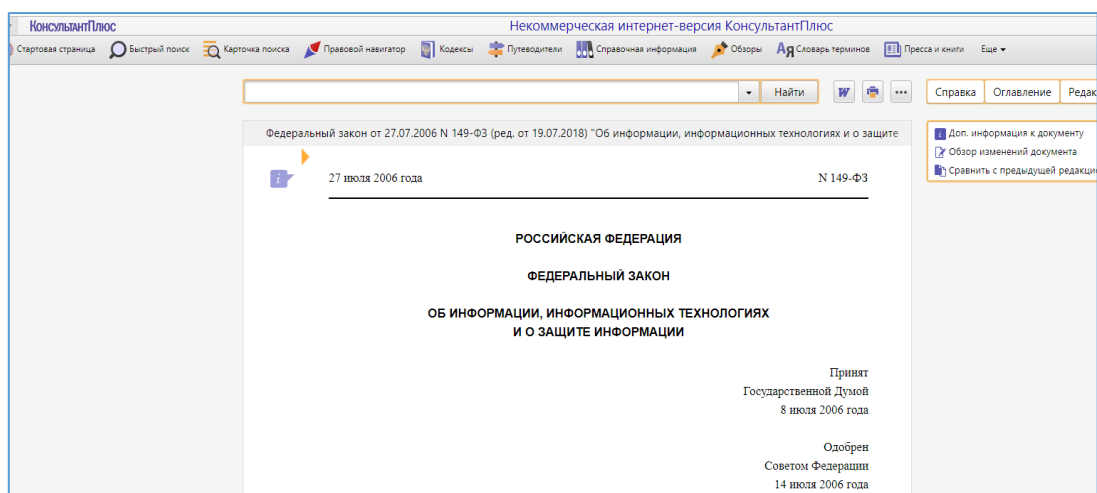 КонсультантПлюс Некоммерческая интернет-версия КонсультантПлюс
Стартовая страница Быстрый поиск Карточка поиска Правовой навигатор Кодексы Путеводители Справочная информация Обзоры Словарь терминов Пресса и книги Еще
Найти Справка Оглавление Редак
Федеральный закон от 27.07.2006 N 149-ФЗ (ред. от 19.07.2018) "Об информации, информационных технологиях и о защите
Доп. информация к документу
Обзор изменений документа
Сравнить с предыдущей редакцие
27 июля 2006 года N 149-ФЗ
РОССИЙСКАЯ ФЕДЕРАЦИЯ
ФЕДЕРАЛЬНЫЙ ЗАКОН
ОБ ИНФОРМАЦИИ, ИНФОРМАЦИОННЫХ ТЕХНОЛОГИЯХ
И О ЗАЩИТЕ ИНФОРМАЦИИ
Принят
Государственной Думой
8 июля 2006 года
Одобрен
Советом Федерации
14 июля 2006 года